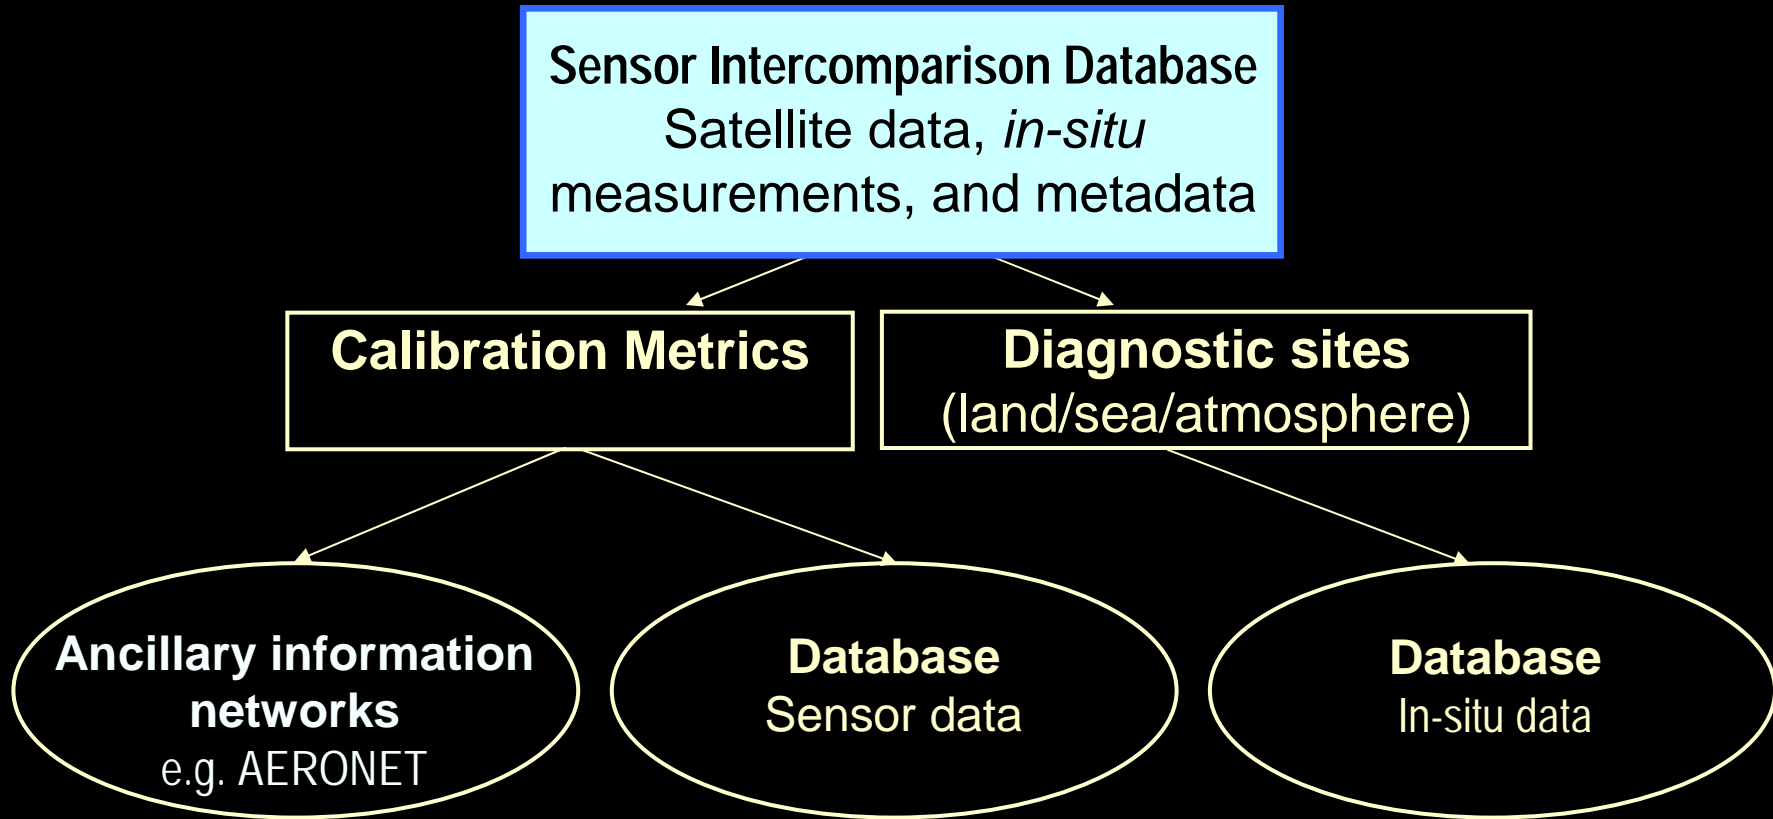 Sensor Intercomparison Database
Satellite data, in-situ
measurements, and metadata
Calibration Metrics
Diagnostic sites
(land/sea/atmosphere)
Ancillary information
networks
e.g. AERONET
Database
Sensor data
Database
In-situ data